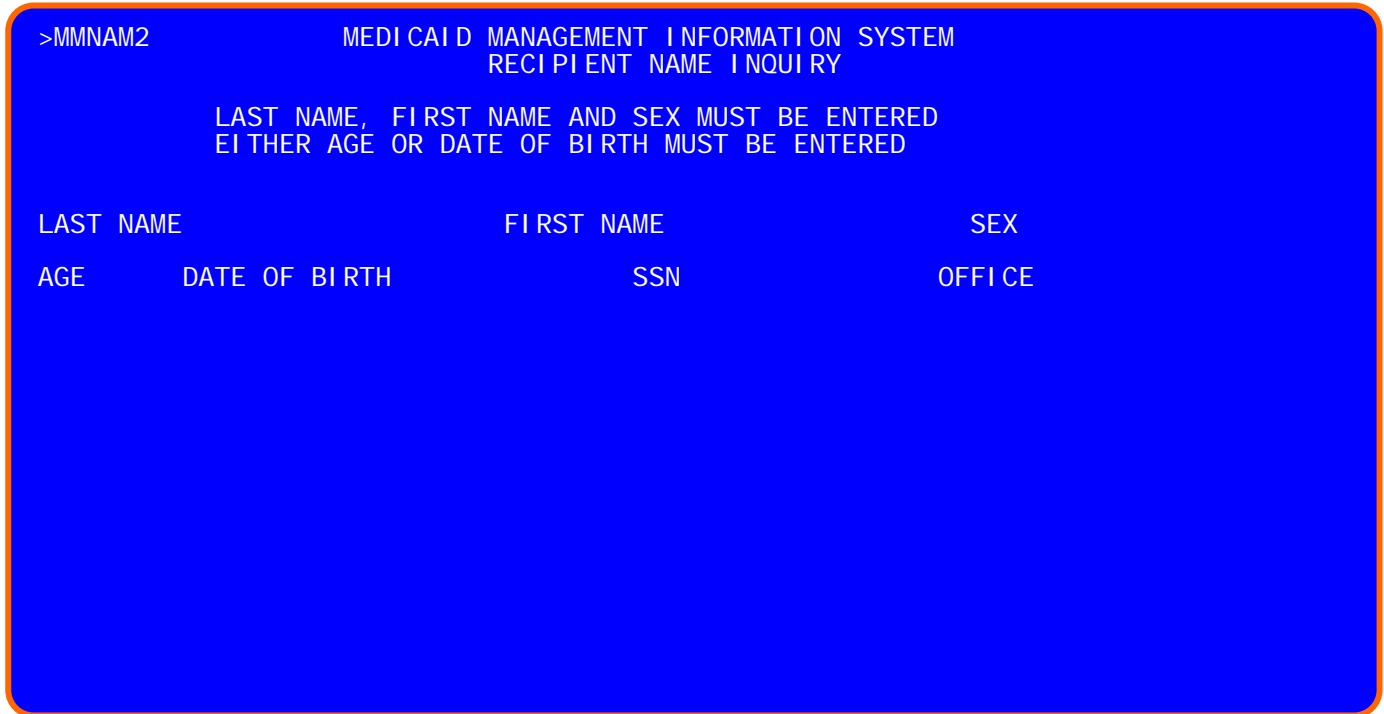 >MMNAM2 MEDICAID MANAGEMENT INFORMATION SYSTEM
RECIPIENT NAME INQUIRY
LAST NAME, FIRST NAME AND SEX MUST BE ENTERED
EITHER AGE OR DATE OF BIRTH MUST BE ENTERED
LAST NAME FIRST NAME SEX
AGE DATE OF BIRTH SSN OFFICE